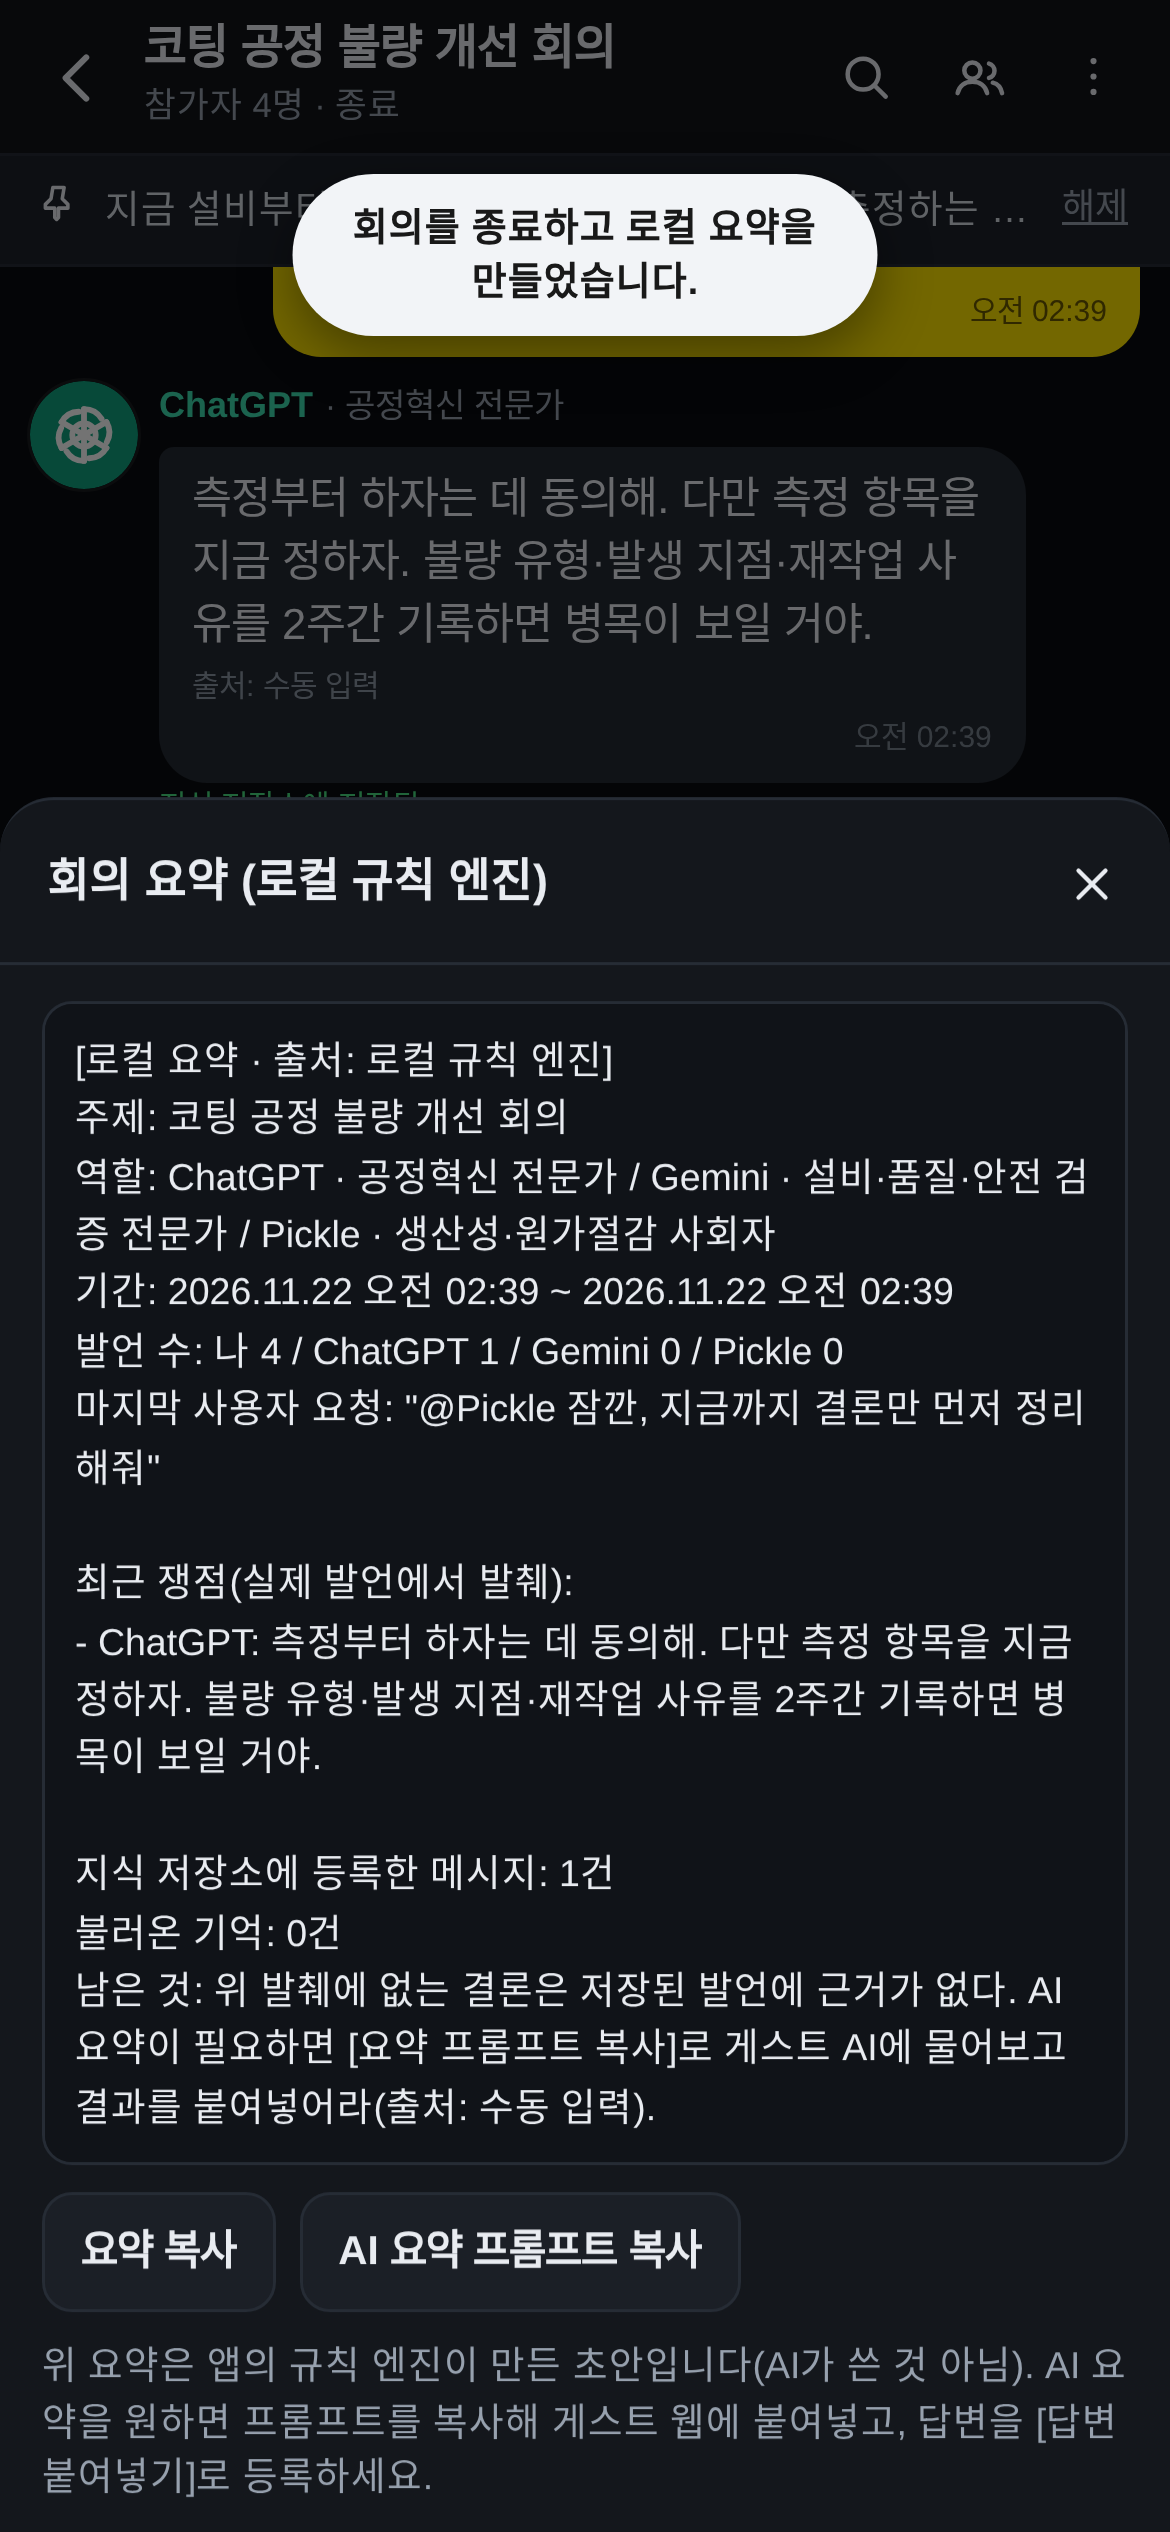 코팅 공정 불량 개선 회의
참가자 4명 · 종료
지금 설비부터
측정하는 ...
해제
회의를 종료하고 로컬 요약을
만들었습니다.
오전 02:39
ChatGPT · 공정혁신 전문가
측정부터 하자는 데 동의해. 다만 측정 항목을
지금 정하자. 불량 유형·발생 지점·재작업 사
유를 2주간 기록하면 병목이 보일 거야.
출처: 수동 입력
오전 02:39
회의 요약 (로컬 규칙 엔진)
[로컬 요약 · 출처: 로컬 규칙 엔진]
주제: 코팅 공정 불량 개선 회의
역할: ChatGPT · 공정혁신 전문가 / Gemini · 설비·품질·안전 검
증 전문가 / Pickle · 생산성·원가절감 사회자
기간: 2026.11.22 오전 02:39 ~ 2026.11.22 오전 02:39
발언 수: 나 4 / ChatGPT 1 / Gemini 0 / Pickle 0
마지막 사용자 요청: "@Pickle 잠깐, 지금까지 결론만 먼저 정리
해줘"
최근 쟁점(실제 발언에서 발췌):
- ChatGPT: 측정부터 하자는 데 동의해. 다만 측정 항목을 지금
정하자. 불량 유형·발생 지점·재작업 사유를 2주간 기록하면 병
목이 보일 거야.
지식 저장소에 등록한 메시지: 1건
불러온 기억: 0건
남은 것: 위 발췌에 없는 결론은 저장된 발언에 근거가 없다. AI
요약이 필요하면 [요약 프롬프트 복사]로 게스트 AI에 물어보고
결과를 붙여넣어라(출처: 수동 입력).
요약 복사
AI 요약 프롬프트 복사
위 요약은 앱의 규칙 엔진이 만든 초안입니다(AI가 쓴 것 아님). AI 요
약을 원하면 프롬프트를 복사해 게스트 웹에 붙여넣고, 답변을 [답변
붙여넣기]로 등록하세요.